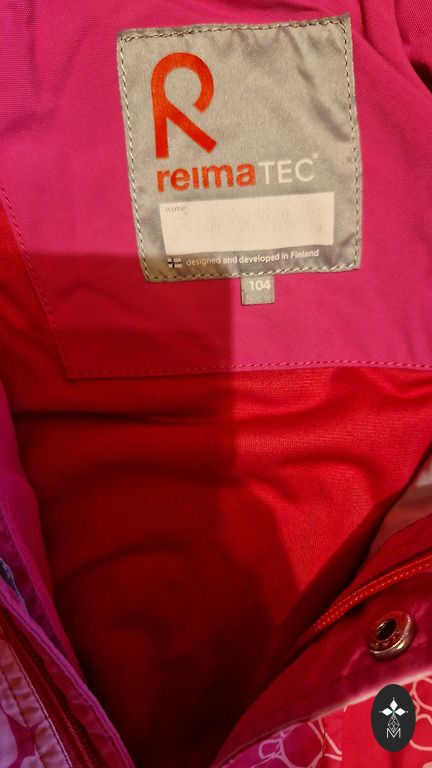 reimaTEC®
name
designed and developed in Finland
104
M